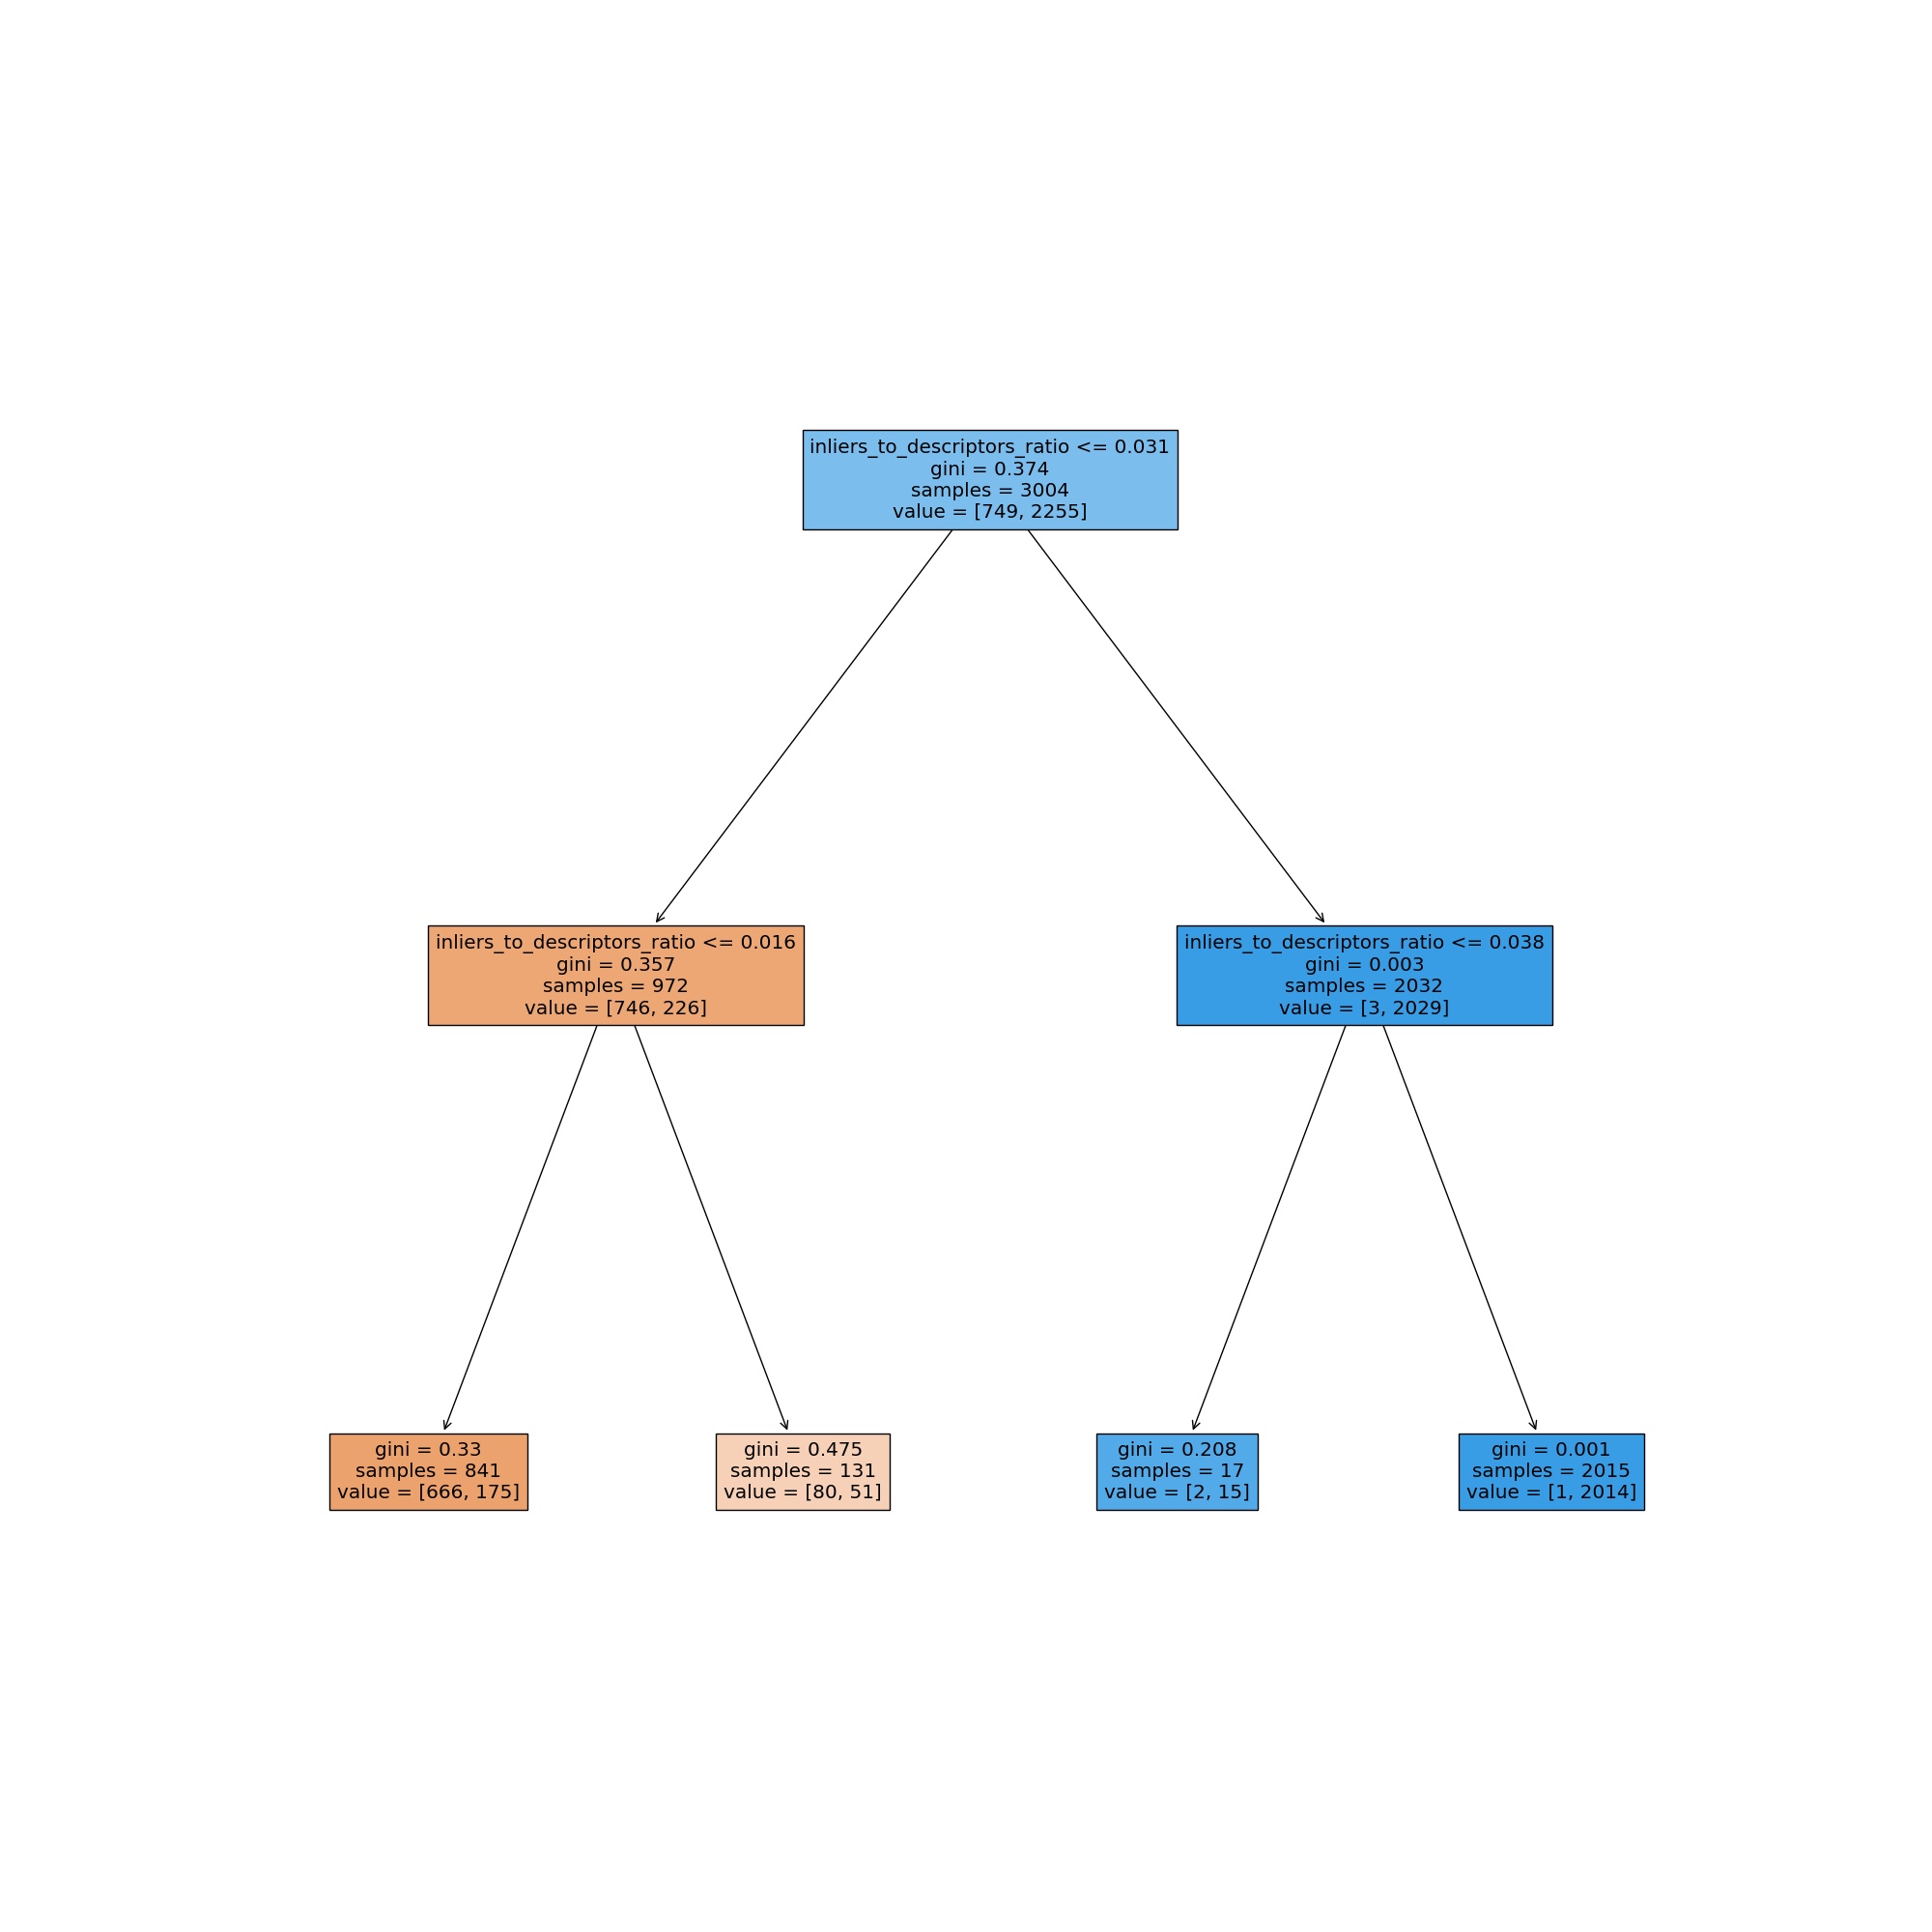 inliers_to_descriptors_ratio <= 0.031
gini = 0.374
samples = 3004
value = [749, 2255]
inliers_to_descriptors_ratio <= 0.016
gini = 0.357
samples = 972
value = [746, 226]
inliers_to_descriptors_ratio <= 0.038
gini = 0.003
samples = 2032
value = [3, 2029]
gini = 0.33
samples = 841
value = [666, 175]
gini = 0.475
samples = 131
value = [80, 51]
gini = 0.208
samples = 17
value = [2, 15]
gini = 0.001
samples = 2015
value = [1, 2014]